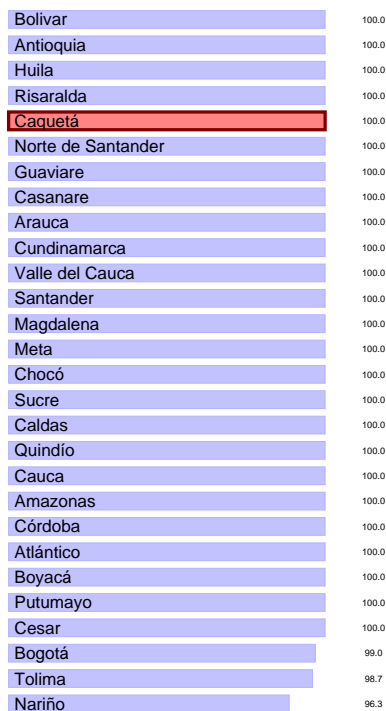 Bolivar 100.0
Antioquia 100.0
Huila 100.0
Risaralda 100.0
Caquetá 100.0
Norte de Santander 100.0
Guaviare 100.0
Casanare 100.0
Arauca 100.0
Cundinamarca 100.0
Valle del Cauca 100.0
Santander 100.0
Magdalena 100.0
Meta 100.0
Chocó 100.0
Sucre 100.0
Caldas 100.0
Quindío 100.0
Cauca 100.0
Amazonas 100.0
Córdoba 100.0
Atlántico 100.0
Boyacá 100.0
Putumayo 100.0
Cesar 100.0
Bogotá 99.0
Tolima 98.7
Nariño 96.3